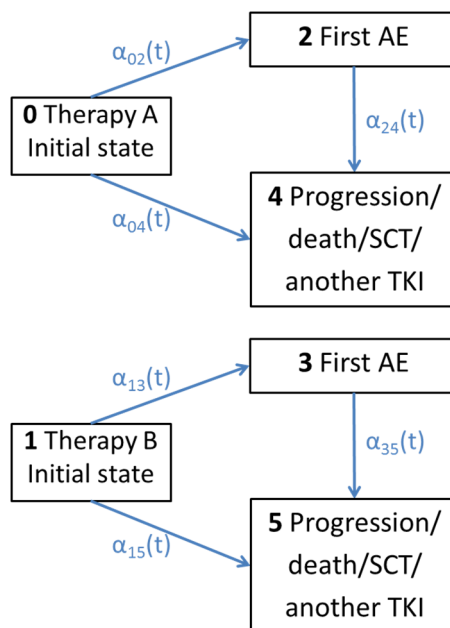 2 First AE
α02(t)
0 Therapy A
Initial state
α24(t)
α04(t)
4 Progression/
death/SCT/
another TKI
3 First AE
α13(t)
1 Therapy B
Initial state
α35(t)
α15(t)
5 Progression/
death/SCT/
another TKI